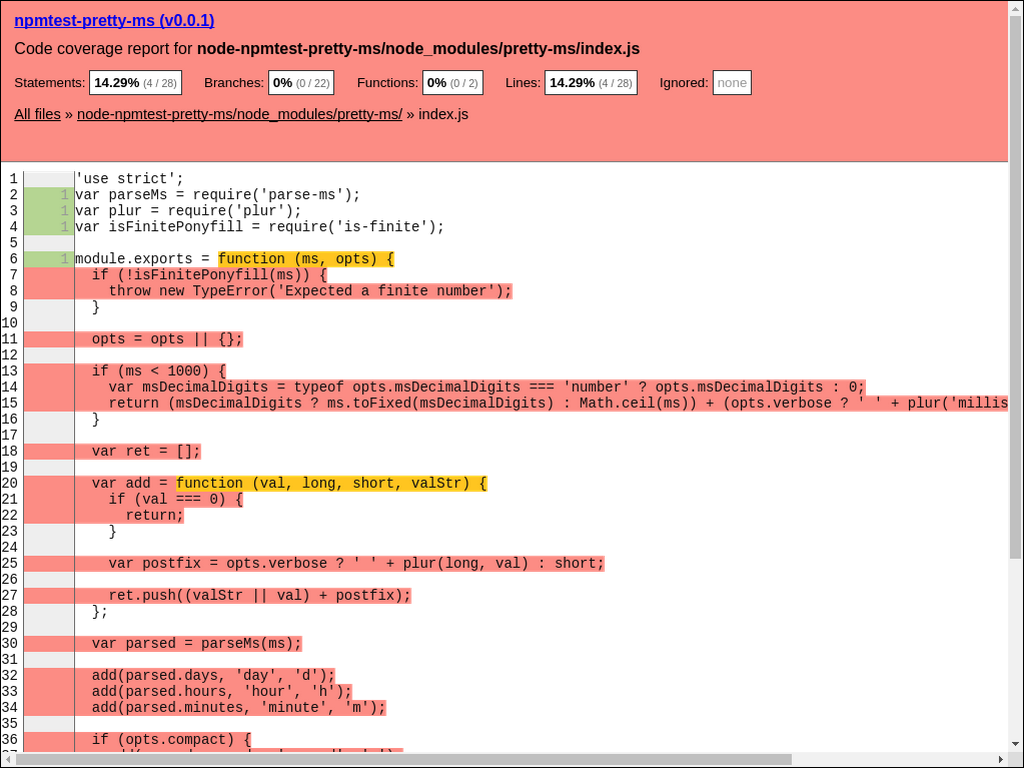 npmtest-pretty-ms (v0.0.1)
Code coverage report for node-npmtest-pretty-ms/node_modules/pretty-ms/index.js
Statements: 14.29% (4 / 28) Branches: 0% (0 / 22) Functions: 0% (0 / 2) Lines: 14.29% (4 / 28) Ignored: none
All files » node-npmtest-pretty-ms/node_modules/pretty-ms/ » index.js
1 'use strict';
2 1 var parseMs = require('parse-ms');
3 1 var plur = require('plur');
4 1 var isFinitePonyfill = require('is-finite');
5
6 1 module.exports = function (ms, opts) {
7 if (!isFinitePonyfill(ms)) {
8 throw new TypeError('Expected a finite number');
9 }
10
11 opts = opts || {};
12
13 if (ms < 1000) {
14 var msDecimalDigits = typeof opts.msDecimalDigits === 'number' ? opts.msDecimalDigits : 0;
15 return (msDecimalDigits ? ms.toFixed(msDecimalDigits) : Math.ceil(ms)) + (opts.verbose ? ' ' + plur('millis
16 }
17
18 var ret = [];
19
20 var add = function (val, long, short, valStr) {
21 if (val === 0) {
22 return;
23 }
24
25 var postfix = opts.verbose ? ' ' + plur(long, val) : short;
26
27 ret.push((valStr || val) + postfix);
28 };
29
30 var parsed = parseMs(ms);
31
32 add(parsed.days, 'day', 'd');
33 add(parsed.hours, 'hour', 'h');
34 add(parsed.minutes, 'minute', 'm');
35
36 if (opts.compact) {